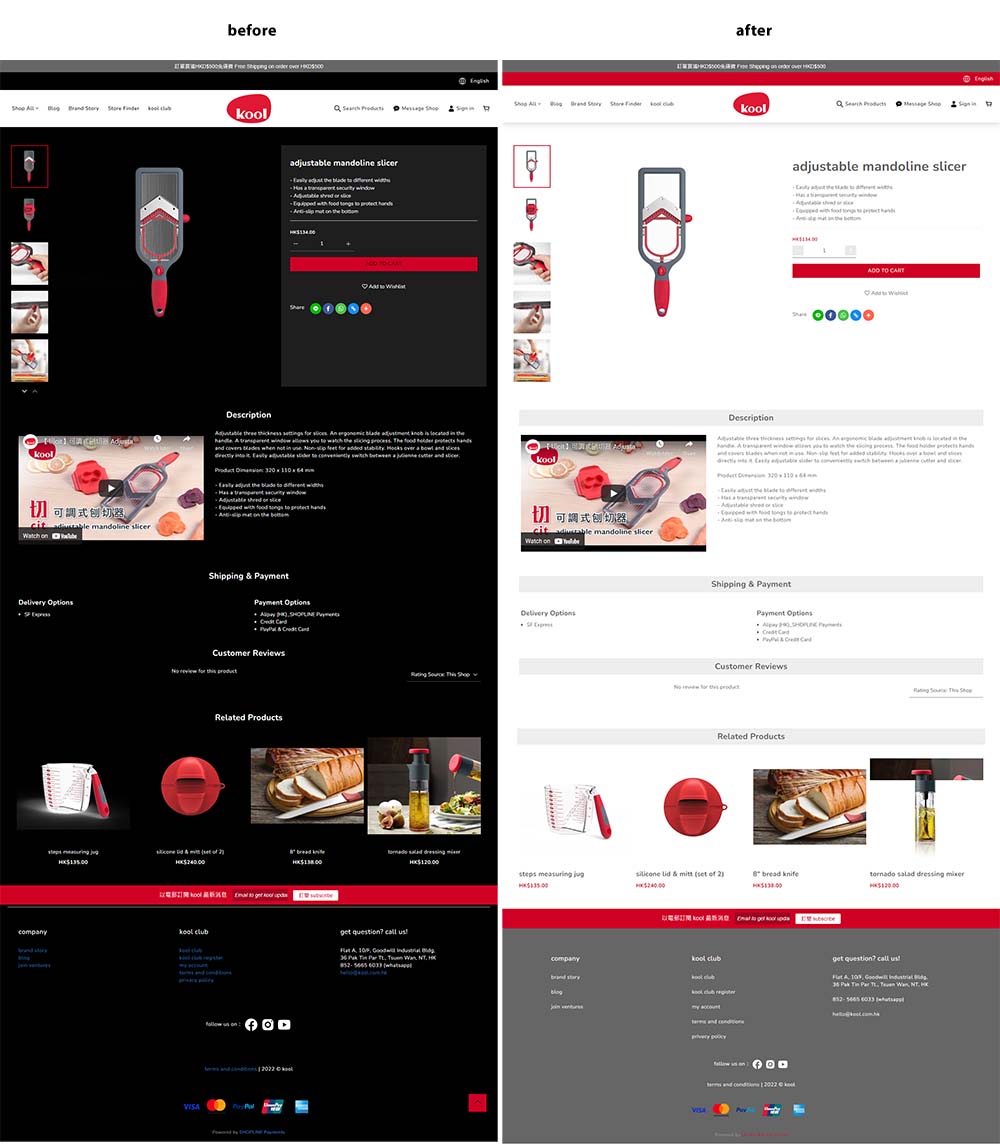 before
訂單買滿HKD$500免運費 Free Shipping on order over HKD$500
English
Shop All
Blog
Brand Story
Store Finder
kool club
kool
Search Products
Message Shop
Sign in
adjustable mandoline slicer
- Easily adjust the blade to different widths
- Has a transparent security window
- Adjustable shred or slice
- Equipped with food tongs to protect hands
- Anti-slip mat on the bottom
HK$134.00
− 1 +
ADD TO CART
Add to Wishlist
Share
Description
kool
可調式刨切器
adjustable mandoline slicer
切
cit
Watch on YouTube
Adjustable three thickness settings for slices. An ergonomic blade adjustment knob is located in the
handle. A transparent window allows you to watch the slicing process. The food holder protects hands
and covers blades when not in use. Non-slip feet for added stability. Hooks over a bowl and slices
directly into it. Easily adjustable slider to conveniently switch between a julienne cutter and slicer.
Product Dimension: 320 x 110 x 64 mm
- Easily adjust the blade to different widths
- Has a transparent security window
- Adjustable shred or slice
- Equipped with food tongs to protect hands
- Anti-slip mat on the bottom
Shipping & Payment
Delivery Options
• SF Express
Payment Options
• Alipay (HK)_SHOPLINE Payments
• Credit Card
• PayPal & Credit Card
Customer Reviews
No review for this product
Rating Source: This Shop
Related Products
steps measuring jug
HK$135.00
silicone lid & mitt (set of 2)
HK$240.00
8" bread knife
HK$138.00
tornado salad dressing mixer
HK$120.00
以電郵訂閱 kool 最新消息
Email to get kool updat
訂閱 subscribe
company
brand story
blog
join ventures
kool club
kool club
kool club register
my account
terms and conditions
privacy policy
get question? call us!
Flat A, 10/F, Goodwill Industrial Bldg,
36 Pak Tin Par Tt., Tsuen Wan, NT, HK
852- 5665 6033 (whatsapp)
hello@kool.com.hk
follow us on :
terms and conditions | 2022 © kool
VISA
PayPal
Powered by SHOPLINE Payments
after
訂單買滿HKD$500免運費 Free Shipping on order over HKD$500
English
Shop All
Blog
Brand Story
Store Finder
kool club
kool
Search Products
Message Shop
Sign in
adjustable mandoline slicer
- Easily adjust the blade to different widths
- Has a transparent security window
- Adjustable shred or slice
- Equipped with food tongs to protect hands
- Anti-slip mat on the bottom
HK$134.00
1
ADD TO CART
Add to Wishlist
Share
Description
kool
可調式刨切器
adjustable mandoline slicer
切
cit
Watch on YouTube
Adjustable three thickness settings for slices. An ergonomic blade adjustment knob is located in the
handle. A transparent window allows you to watch the slicing process. The food holder protects hands
and covers blades when not in use. Non-slip feet for added stability. Hooks over a bowl and slices
directly into it. Easily adjustable slider to conveniently switch between a julienne cutter and slicer.
Product Dimension: 320 x 110 x 64 mm
- Easily adjust the blade to different widths
- Has a transparent security window
- Adjustable shred or slice
- Equipped with food tongs to protect hands
- Anti-slip mat on the bottom
Shipping & Payment
Delivery Options
• SF Express
Payment Options
• Alipay (HK)_SHOPLINE Payments
• Credit Card
• PayPal & Credit Card
Customer Reviews
No review for this product
Rating Source: This Shop
Related Products
steps measuring jug
HK$135.00
silicone lid & mitt (set of 2)
HK$240.00
8" bread knife
HK$138.00
tornado salad dressing mixer
HK$120.00
以電郵訂閱 kool 最新消息
Email to get kool updat
訂閱 subscribe
company
brand story
blog
join ventures
kool club
kool club
kool club register
my account
terms and conditions
privacy policy
get question? call us!
Flat A, 10/F, Goodwill Industrial Bldg,
36 Pak Tin Par Tt., Tsuen Wan, NT, HK
852- 5665 6033 (whatsapp)
hello@kool.com.hk
follow us on :
terms and conditions | 2022 © kool
VISA
PayPal
Powered by SHOPLINE Payments